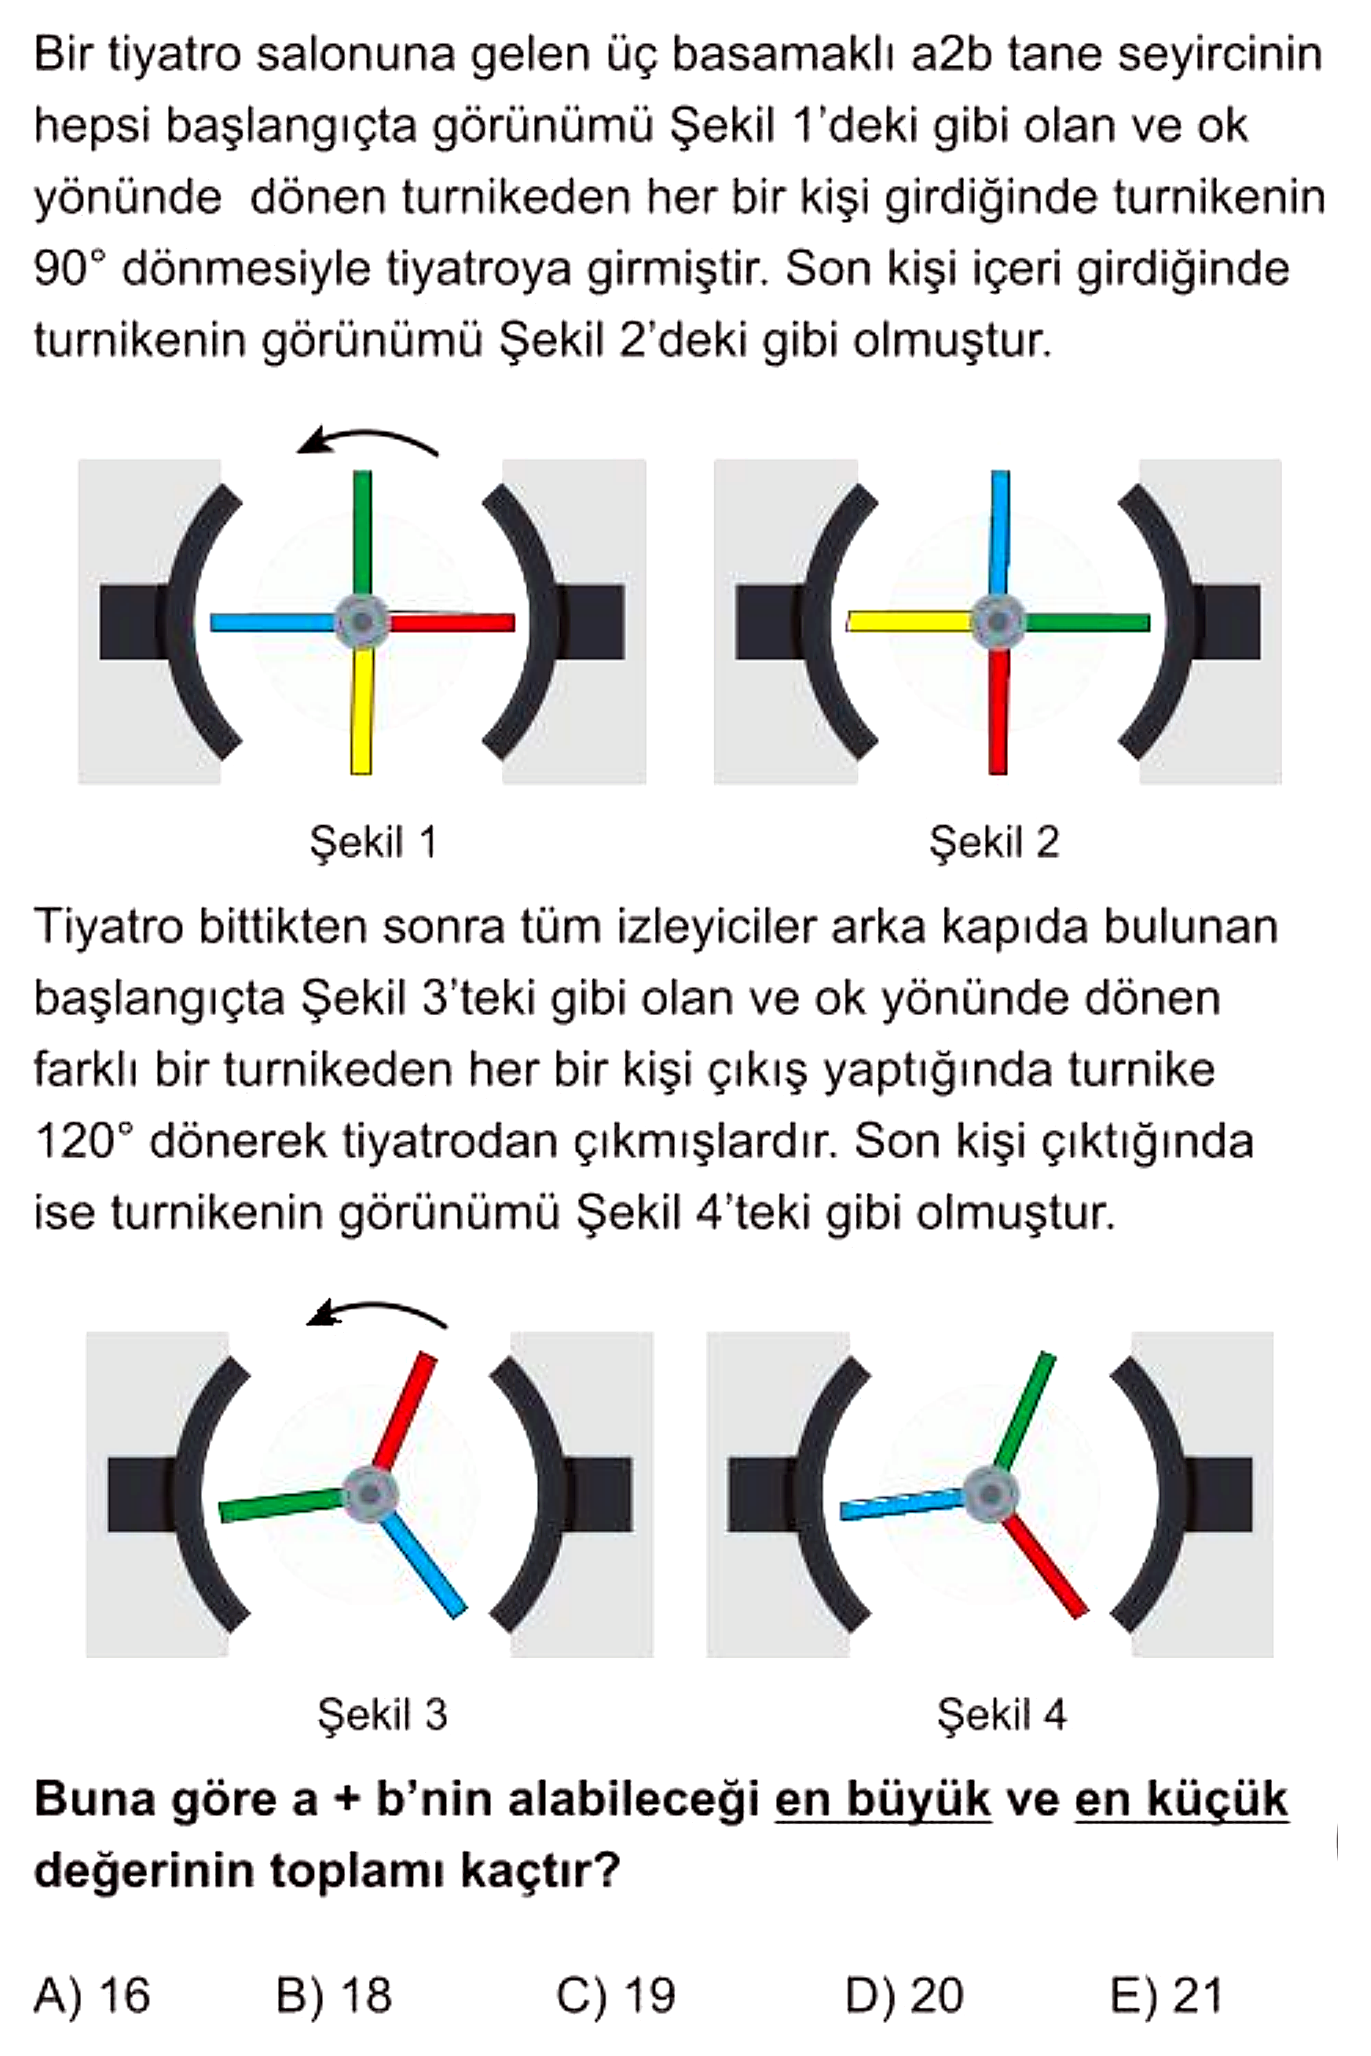 Bir tiyatro salonuna gelen üç basamaklı a2b tane seyircinin
hepsi başlangıçta görünümü Şekil 1'deki gibi olan ve ok
yönünde dönen turnikeden her bir kişi girdiğinde turnikenin
90° dönmesiyle tiyatroya girmiştir. Son kişi içeri girdiğinde
turnikenin görünümü Şekil 2'deki gibi olmuştur.
Şekil 1
Şekil 2
Tiyatro bittikten sonra tüm izleyiciler arka kapıda bulunan
başlangıçta Şekil 3'teki gibi olan ve ok yönünde dönen
farklı bir turnikeden her bir kişi çıkış yaptığında turnike
120° dönerek tiyatrodan çıkmışlardır. Son kişi çıktığında
ise turnikenin görünümü Şekil 4'teki gibi olmuştur.
Şekil 3
Şekil 4
Buna göre a + b'nin alabileceği en büyük ve en küçük
değerinin toplamı kaçtır?
A) 16
B) 18
C) 19
D) 20
E) 21